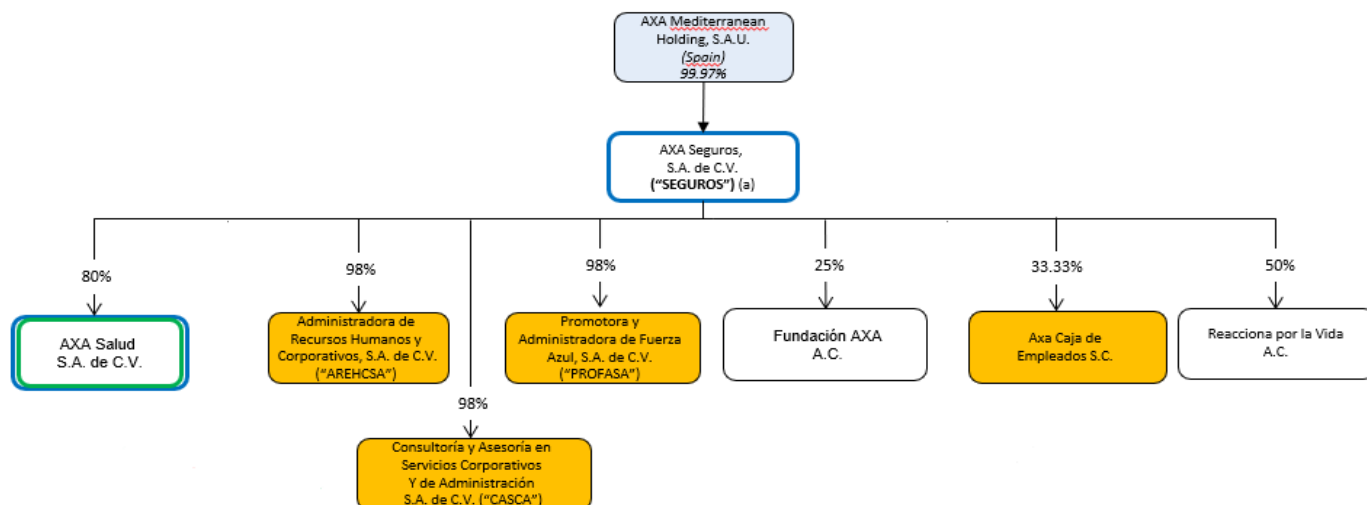 AXA Mediterranean
Holding, S.A.U.
(Spain)
99.97%
AXA Seguros,
S.A. de C.V.
("SEGUROS") (a)
80%
98%
98%
25%
33.33%
50%
AXA Salud
S.A. de C.V.
Administradora de
Recursos Humanos y
Corporativos, S.A. de C.V.
("AREHCSA")
Promotora y
Administradora de Fuerza
Azul, S.A. de C.V.
("PROFASA")
Fundación AXA
A.C.
Axa Caja de
Empleados S.C.
Reacciona por la Vida
A.C.
98%
Consultoría y Asesoría en
Servicios Corporativos
Y de Administración
S.A. de C.V. ("CASCA")